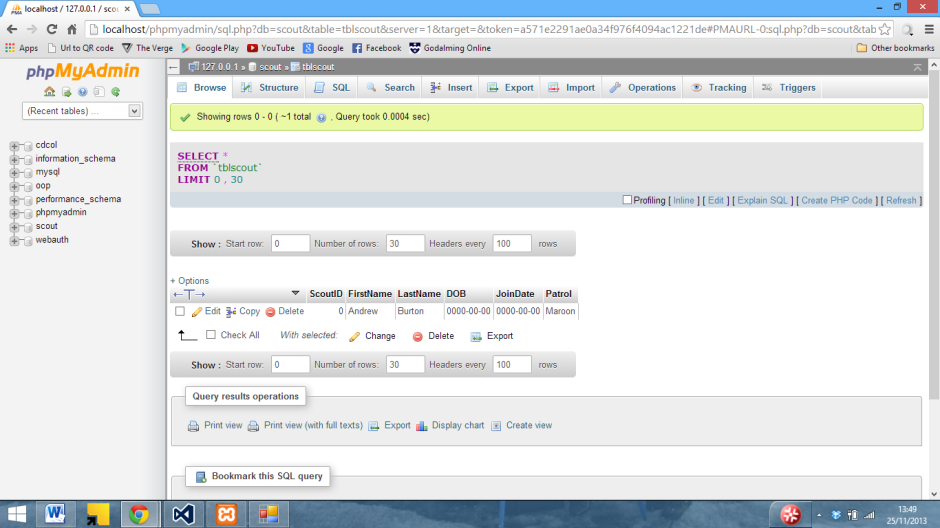 localhost / 127.0.0.1 / scou
localhost/phpmyadmin/sql.php?db=scout&table=tblscout&server=1&target=&token=a571e2291ae0a34f976f4094ac1221de#PMAURL-0:sql.php?db=scout&tab
Apps Url to QR code The Verge Google Play YouTube Google Facebook Godalming Online Other bookmarks
phpMyAdmin
(Recent tables) ...
cdcol
information_schema
mysql
oop
performance_schema
phpmyadmin
scout
webauth
127.0.0.1 » scout » tblscout
Browse Structure SQL Search Insert Export Import Operations Tracking Triggers
Showing rows 0 - 0 ( ~1 total , Query took 0.0004 sec)
SELECT *
FROM `tblscout`
LIMIT 0 , 30
Profiling [ Inline ] [ Edit ] [ Explain SQL ] [ Create PHP Code ] [ Refresh ]
Show : Start row: 0 Number of rows: 30 Headers every 100 rows
+ Options
←T→ ScoutID FirstName LastName DOB JoinDate Patrol
Edit Copy Delete 0 Andrew Burton 0000-00-00 0000-00-00 Maroon
Check All With selected: Change Delete Export
Show : Start row: 0 Number of rows: 30 Headers every 100 rows
Query results operations
Print view Print view (with full texts) Export Display chart Create view
Bookmark this SQL query
13:49
25/11/2013